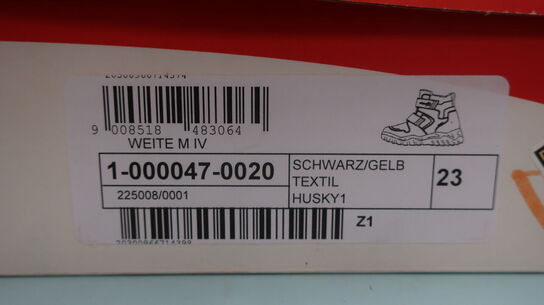 9 008518 483064
WEITE M IV
1-000047-0020
225008/0001
SCHWARZ/GELB
TEXTIL
HUSKY1
23
Z1